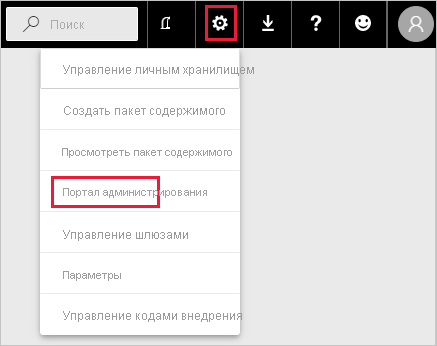 Поиск
Управление личным хранилищем
Создать пакет содержимого
Просмотреть пакет содержимого
Портал администрирования
Управление шлюзами
Параметры
Управление кодами внедрения